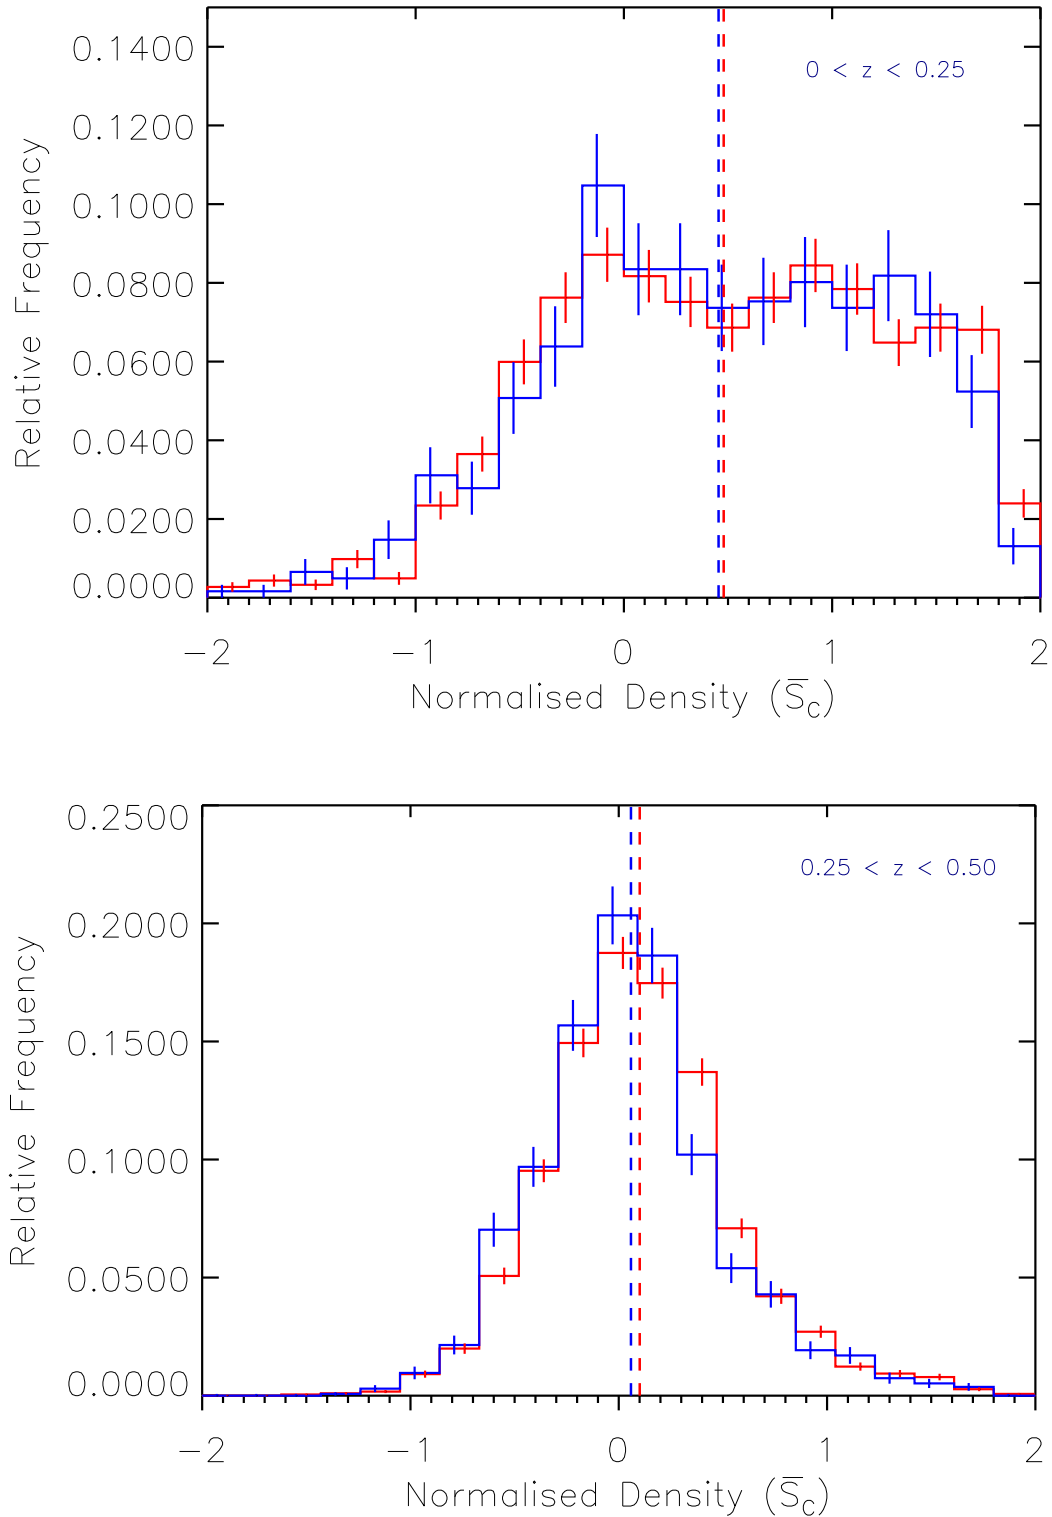 0.1400
0 < z < 0.25
0.1200
0.1000
0.0800
0.0600
0.0400
0.0200
0.0000
Relative Frequency
−2 −1 0 1 2
Normalised Density (S̅_C)
0.2500
0.25 < z < 0.50
0.2000
0.1500
0.1000
0.0500
0.0000
Relative Frequency
−2 −1 0 1 2
Normalised Density (S̅_C)